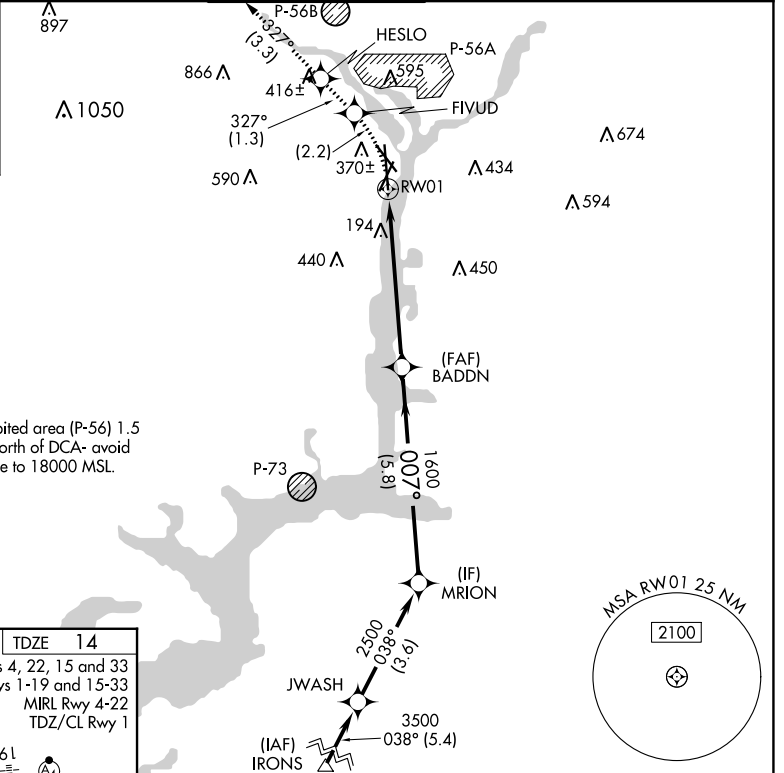 P-56B
897
327°
(3.3)
HESLO
P-56A
866
595
416±
1050
FIVUD
327°
(1.3)
674
(2.2)
370±
434
590
RW01
594
194
440
450
(FAF)
BADDN
bited area (P-56) 1.5
orth of DCA- avoid
e to 18000 MSL.
P-73
1600
007°
(5.8)
(IF)
MRION
MSA RW01 25 NM
2100
TDZE 14
s 4, 22, 15 and 33
ys 1-19 and 15-33
MIRL Rwy 4-22
TDZ/CL Rwy 1
2500
038°
(3.6)
JWASH
3500
038° (5.4)
(IAF)
IRONS
19